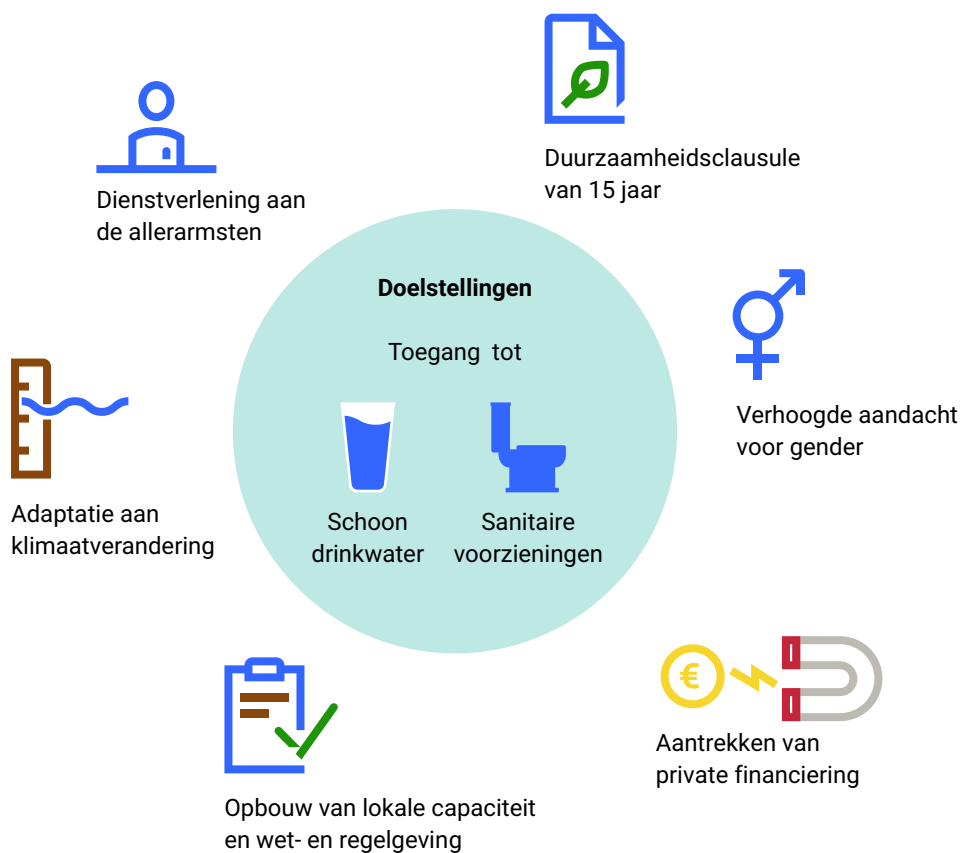 Duurzaamheidsclausule
van 15 jaar
Dienstverlening aan
de allerarmsten
Doelstellingen
Toegang tot
Schoon
drinkwater
Sanitaire
voorzieningen
Verhoogde aandacht
voor gender
Adaptatie aan
klimaatverandering
€
Aantrekken van
private financiering
Opbouw van lokale capaciteit
en wet- en regelgeving